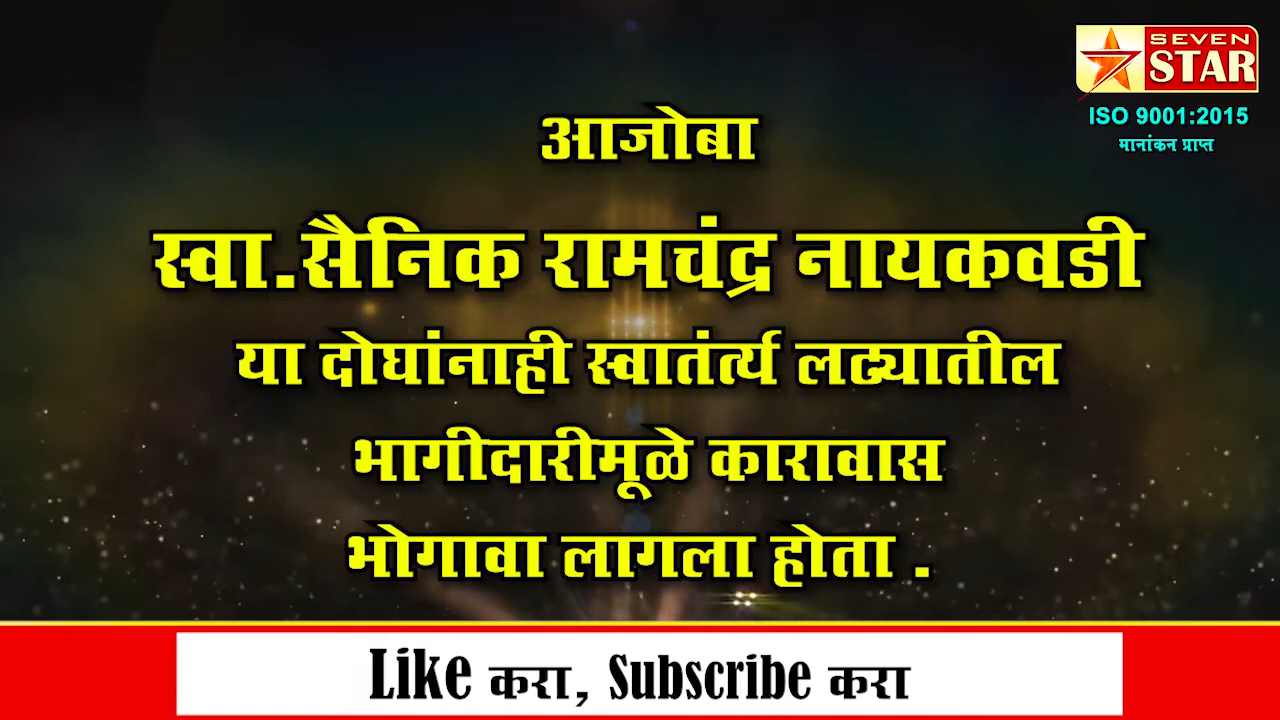 SEVEN
STAR
ISO 9001:2015
मानांकन प्राप्त
आजोबा
स्वा.सैनिक रामचंद्र नायकवडी
या दोघांनाही स्वातंर्त्य लढ्यातील
भागीदारीमूळे कारावास
भोगावा लागला होता .
Like करा, Subscribe करा